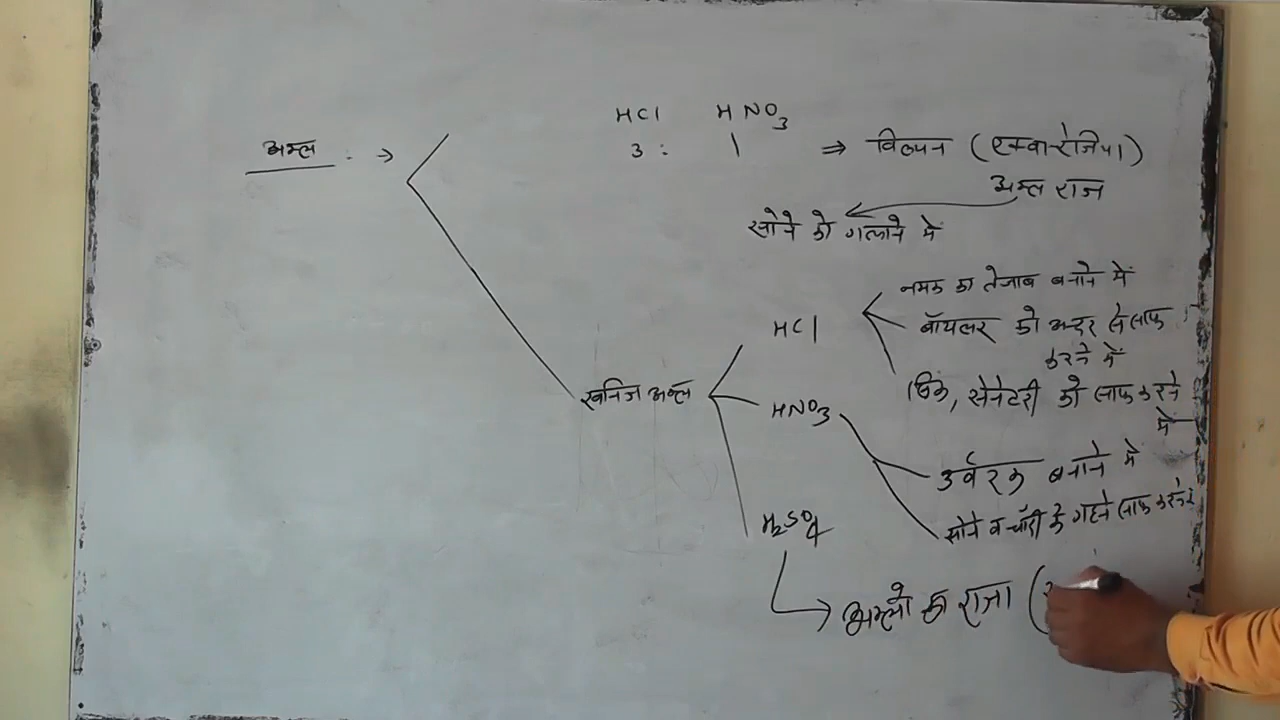 HCl HNO3
अम्ल . →
3 : 1 ⇒ विलयन (एक्वारेजिया)
अम्ल राज
सोने को गलाने में
नमक का तेजाब बनाने में
HCl
बॉयलर को अन्दर से साफ
करने में
सिंक, सेनेटरी को साफ करने
में
खनिज अम्ल
HNO3
उर्वरक बनाने में
सोने व चाँदी के गहने साफ करने में
H2SO4
अम्लो का राजा (